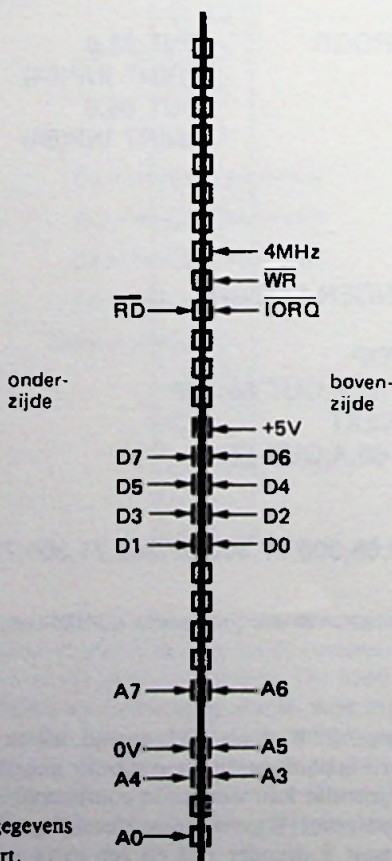 4MHz
WR
RD IORQ
onder-
zijde
boven-
zijde
+5V
D7 D6
D5 D4
D3 D2
D1 D0
A7 A6
0V A5
A4 A3
gegevens
A0